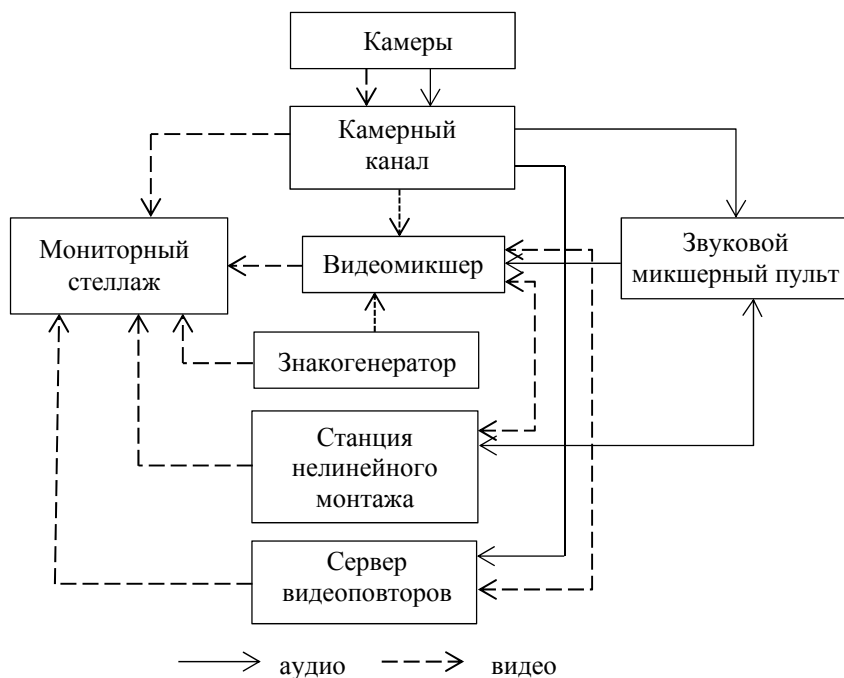 Камеры
Камерный
канал
Мониторный
стеллаж
Видеомикшер
Звуковой
микшерный пульт
Знакогенератор
Станция
нелинейного
монтажа
Сервер
видеоповторов
аудио
видео